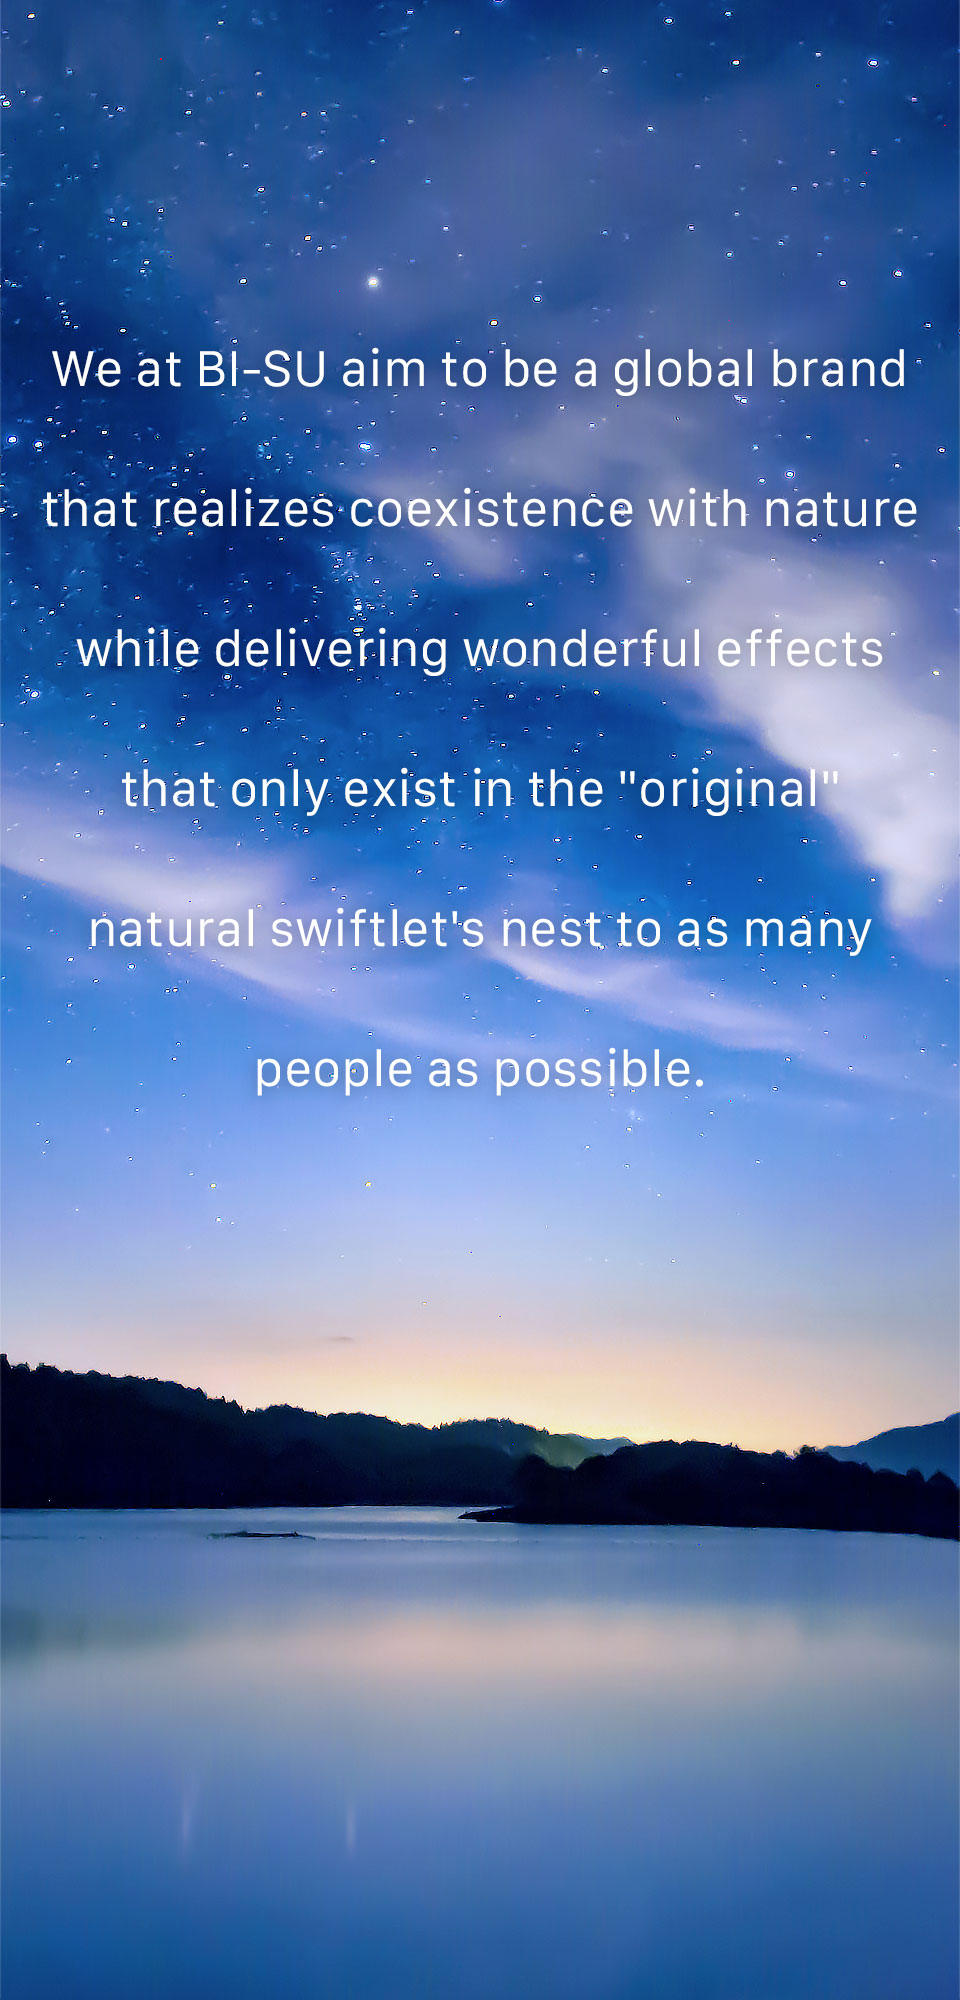 We at BI-SU aim to be a global brand
that realizes coexistence with nature
while delivering wonderful effects
that only exist in the "original"
natural swiftlet's nest to as many
people as possible.